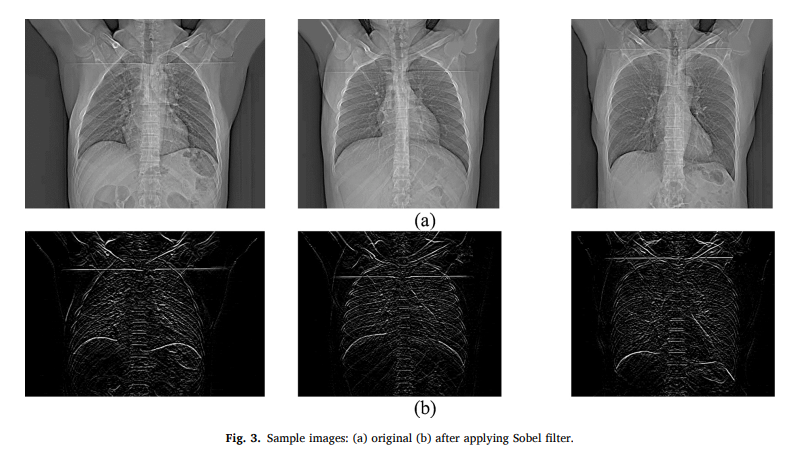 (a)
(b)
Fig. 3. Sample images: (a) original (b) after applying Sobel filter.